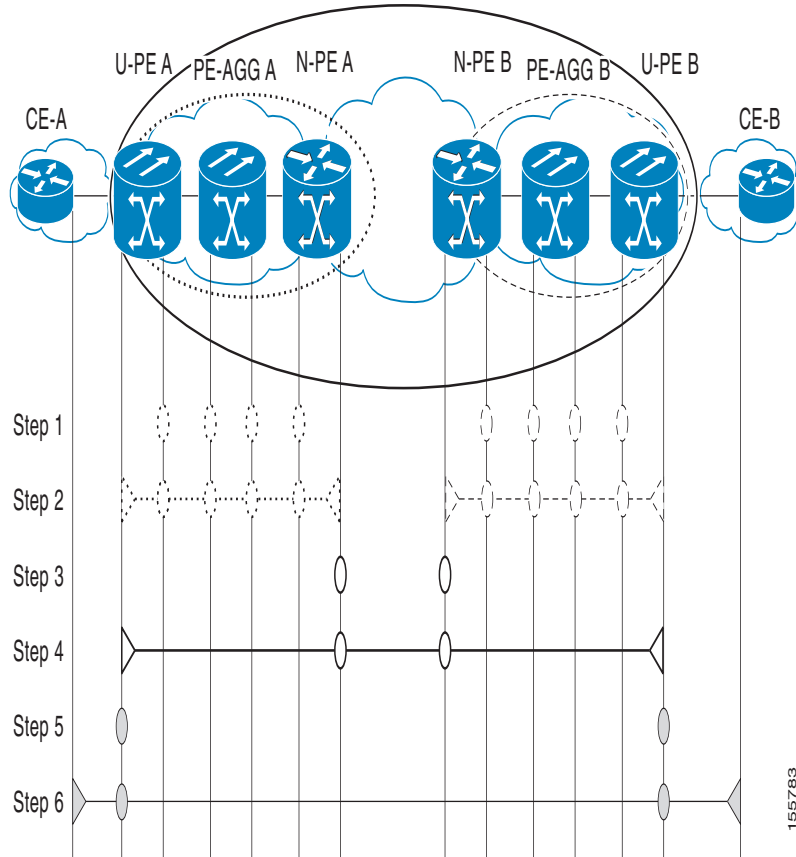 U-PE A
PE-AGG A
N-PE A
N-PE B
PE-AGG B
U-PE B
CE-A
CE-B
Step 1
Step 2
Step 3
Step 4
Step 5
Step 6
155783